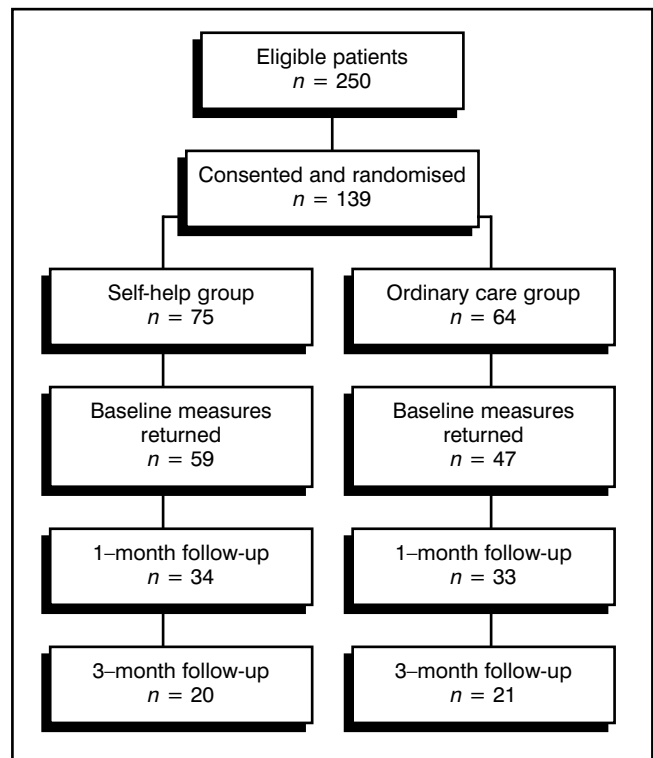 Eligible patients
n = 250
Consented and randomised
n = 139
Self-help group
n = 75
Ordinary care group
n = 64
Baseline measures
returned
n = 59
Baseline measures
returned
n = 47
1–month follow-up
n = 34
1–month follow-up
n = 33
3–month follow-up
n = 20
3–month follow-up
n = 21